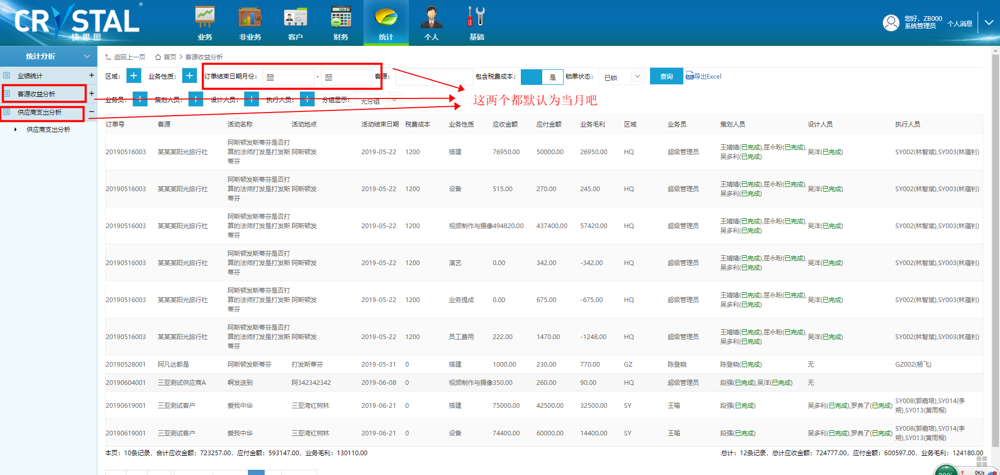 CRYSTAL ®
快思图
业务 非业务 客户 财务 统计 个人 基础
您好，ZB000
系统管理员
个人消息
统计分析
业绩统计 +
客源收益分析 +
供应商支出分析 −
供应商支出分析
返回上一页 首页 > 客源收益分析
区域： + 业务性质： + 订单结束日期月份： - 客源： 包含税费成本： 是 锁单状态： 已锁 查询 导出Excel
业务员： + 策划人员： + 设计人员： + 执行人员： + 分组显示： 无分组
这两个都默认为当月吧
订单号 客源 活动名称 活动地点 活动结束日期 税费成本 业务性质 应收金额 应付金额 业务毛利 区域 业务员 策划人员 设计人员 执行人员
20190516003 某某某阳光旅行社 阿斯顿发斯蒂芬是否打算的法师打发是打发斯蒂芬 阿斯顿发 2019-05-22 1200 搭建 76950.00 50000.00 26950.00 HQ 超级管理员 王婧婧(已完成),屈永盼(已完成),吴多利(已完成) 吴洋(已完成) SY002(林智斌),SY003(林蕴钊)
20190516003 某某某阳光旅行社 阿斯顿发斯蒂芬是否打算的法师打发是打发斯蒂芬 阿斯顿发 2019-05-22 1200 设备 515.00 270.00 245.00 HQ 超级管理员 王婧婧(已完成),屈永盼(已完成),吴多利(已完成) 吴洋(已完成) SY002(林智斌),SY003(林蕴钊)
20190516003 某某某阳光旅行社 阿斯顿发斯蒂芬是否打算的法师打发是打发斯蒂芬 阿斯顿发 2019-05-22 1200 视频制作与摄像 494820.00 437400.00 57420.00 HQ 超级管理员 王婧婧(已完成),屈永盼(已完成),吴多利(已完成) 吴洋(已完成) SY002(林智斌),SY003(林蕴钊)
20190516003 某某某阳光旅行社 阿斯顿发斯蒂芬是否打算的法师打发是打发斯蒂芬 阿斯顿发 2019-05-22 1200 演艺 0.00 342.00 -342.00 HQ 超级管理员 王婧婧(已完成),屈永盼(已完成),吴多利(已完成) 吴洋(已完成) SY002(林智斌),SY003(林蕴钊)
20190516003 某某某阳光旅行社 阿斯顿发斯蒂芬是否打算的法师打发是打发斯蒂芬 阿斯顿发 2019-05-22 1200 业务提成 0.00 675.00 -675.00 HQ 超级管理员 王婧婧(已完成),屈永盼(已完成),吴多利(已完成) 吴洋(已完成) SY002(林智斌),SY003(林蕴钊)
20190516003 某某某阳光旅行社 阿斯顿发斯蒂芬是否打算的法师打发是打发斯蒂芬 阿斯顿发 2019-05-22 1200 员工费用 222.00 1470.00 -1248.00 HQ 超级管理员 王婧婧(已完成),屈永盼(已完成),吴多利(已完成) 吴洋(已完成) SY002(林智斌),SY003(林蕴钊)
20190528001 阿凡达都是 阿斯顿发斯蒂芬 打发斯蒂芬 2019-05-31 0 搭建 1000.00 230.00 770.00 GZ 陈登晓 陈登晓(已完成) 无 GZ002(杨飞)
20190604001 三亚测试供应商A 啊发送到 阿342342342 2019-06-08 0 视频制作与摄像 350.00 260.00 90.00 HQ 超级管理员 段强(已完成),吴洋(已完成) 无
20190619001 三亚测试客户 爱我中华 三亚湾红树林 2019-06-21 0 搭建 75000.00 42500.00 32500.00 SY 王喻 段强(已完成) 吴多利(已完成),罗典了(已完成) SY008(郭嘉培),SY014(李朔),SY013(黄雨桐)
20190619001 三亚测试客户 爱我中华 三亚湾红树林 2019-06-21 0 设备 74400.00 60000.00 14400.00 SY 王喻 段强(已完成) 吴多利(已完成),罗典了(已完成) SY008(郭嘉培),SY014(李朔),SY013(黄雨桐)
本页：10条记录，合计应收金额：723257.00，应付金额：593147.00，业务毛利：130110.00
总计：12条记录，总计应收金额：724777.00，应付金额：600597.00，业务毛利：124180.00
0K/s